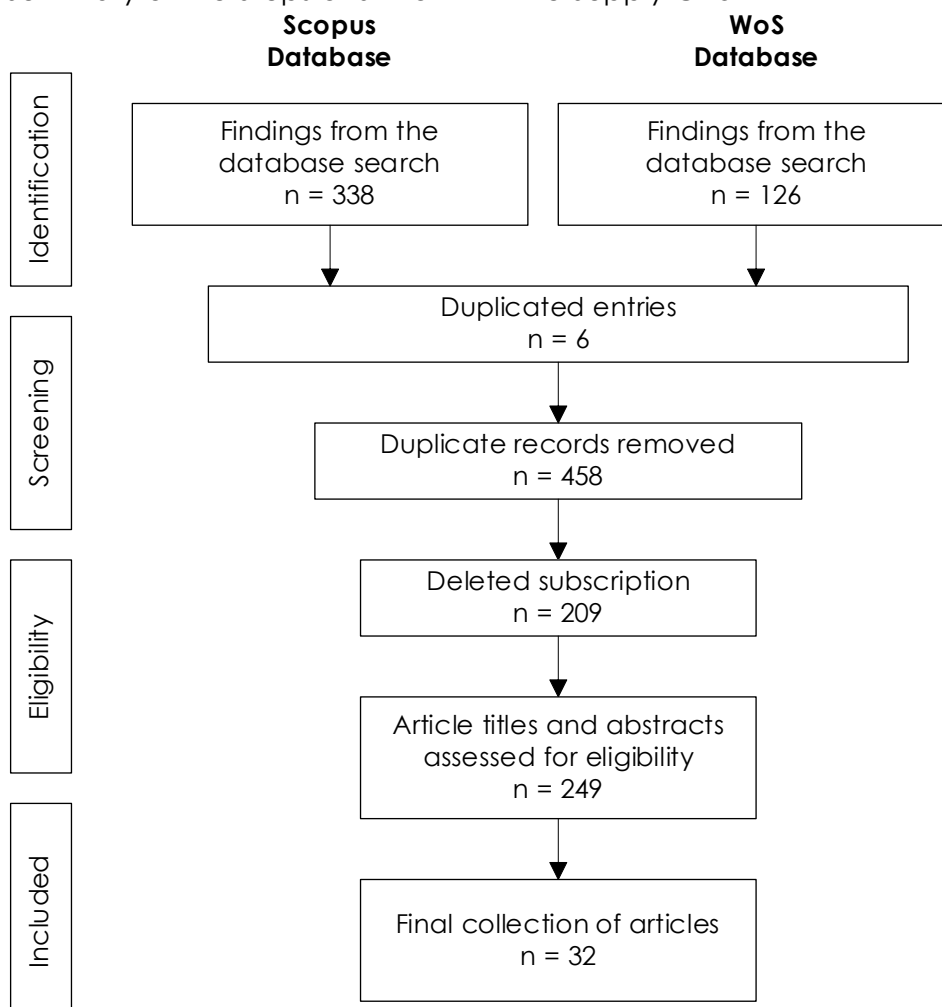 Scopus
Database
WoS
Database
Identification
Findings from the
database search
n = 338
Findings from the
database search
n = 126
Duplicated entries
n = 6
Screening
Duplicate records removed
n = 458
Eligibility
Deleted subscription
n = 209
Article titles and abstracts
assessed for eligibility
n = 249
Included
Final collection of articles
n = 32